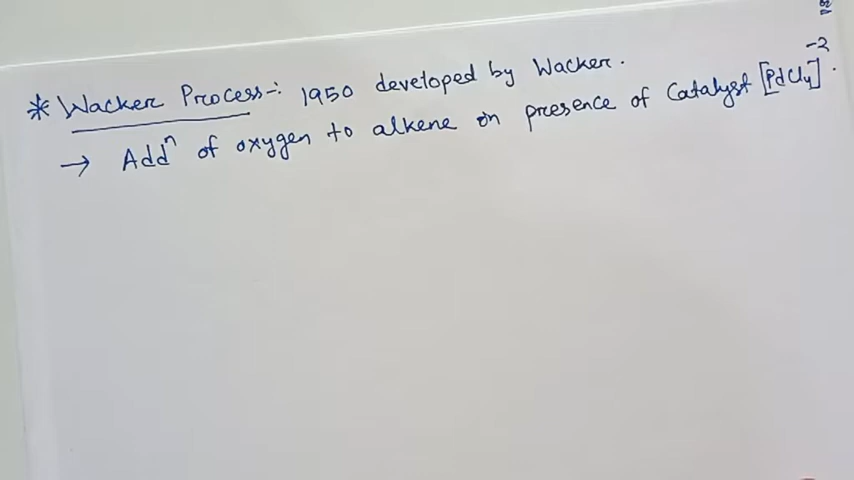 * Wacker Process-: 1950 developed by Wacker.
→ Addⁿ of oxygen to alkene in presence of Catalyst [PdCl₄]⁻².